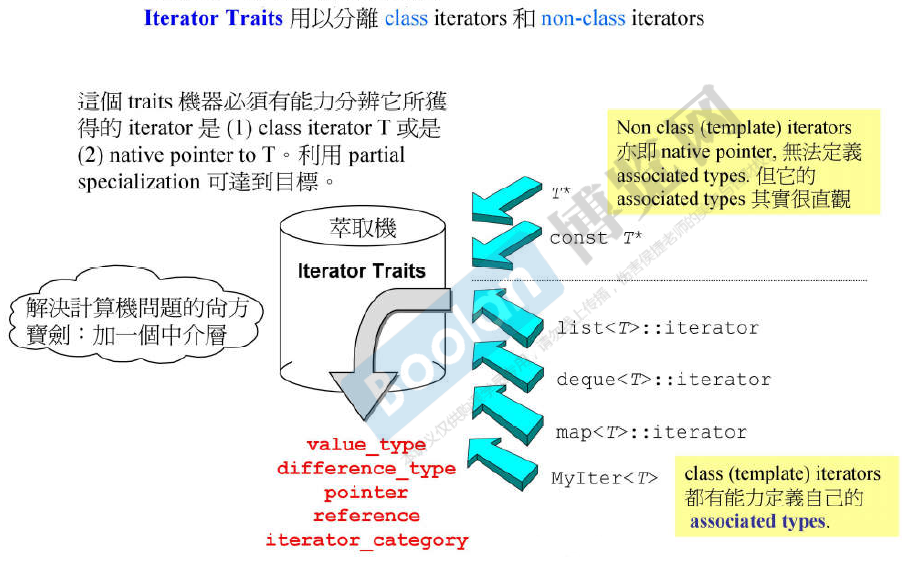 Iterator Traits 用以分離 class iterators 和 non-class iterators
這個 traits 機器必須有能力分辨它所獲
得的 iterator 是 (1) class iterator T 或是
(2) native pointer to T。利用 partial
specialization 可達到目標。
Non class (template) iterators
亦即 native pointer, 無法定義
associated types. 但它的
associated types 其實很直觀
T*
const T*
萃取機
Iterator Traits
解決計算機問題的尚方
寶劍：加一個中介層
list<T>::iterator
deque<T>::iterator
map<T>::iterator
MyIter<T>
value_type
difference_type
pointer
reference
iterator_category
class (template) iterators
都有能力定義自己的
associated types.
Boolan
博览网